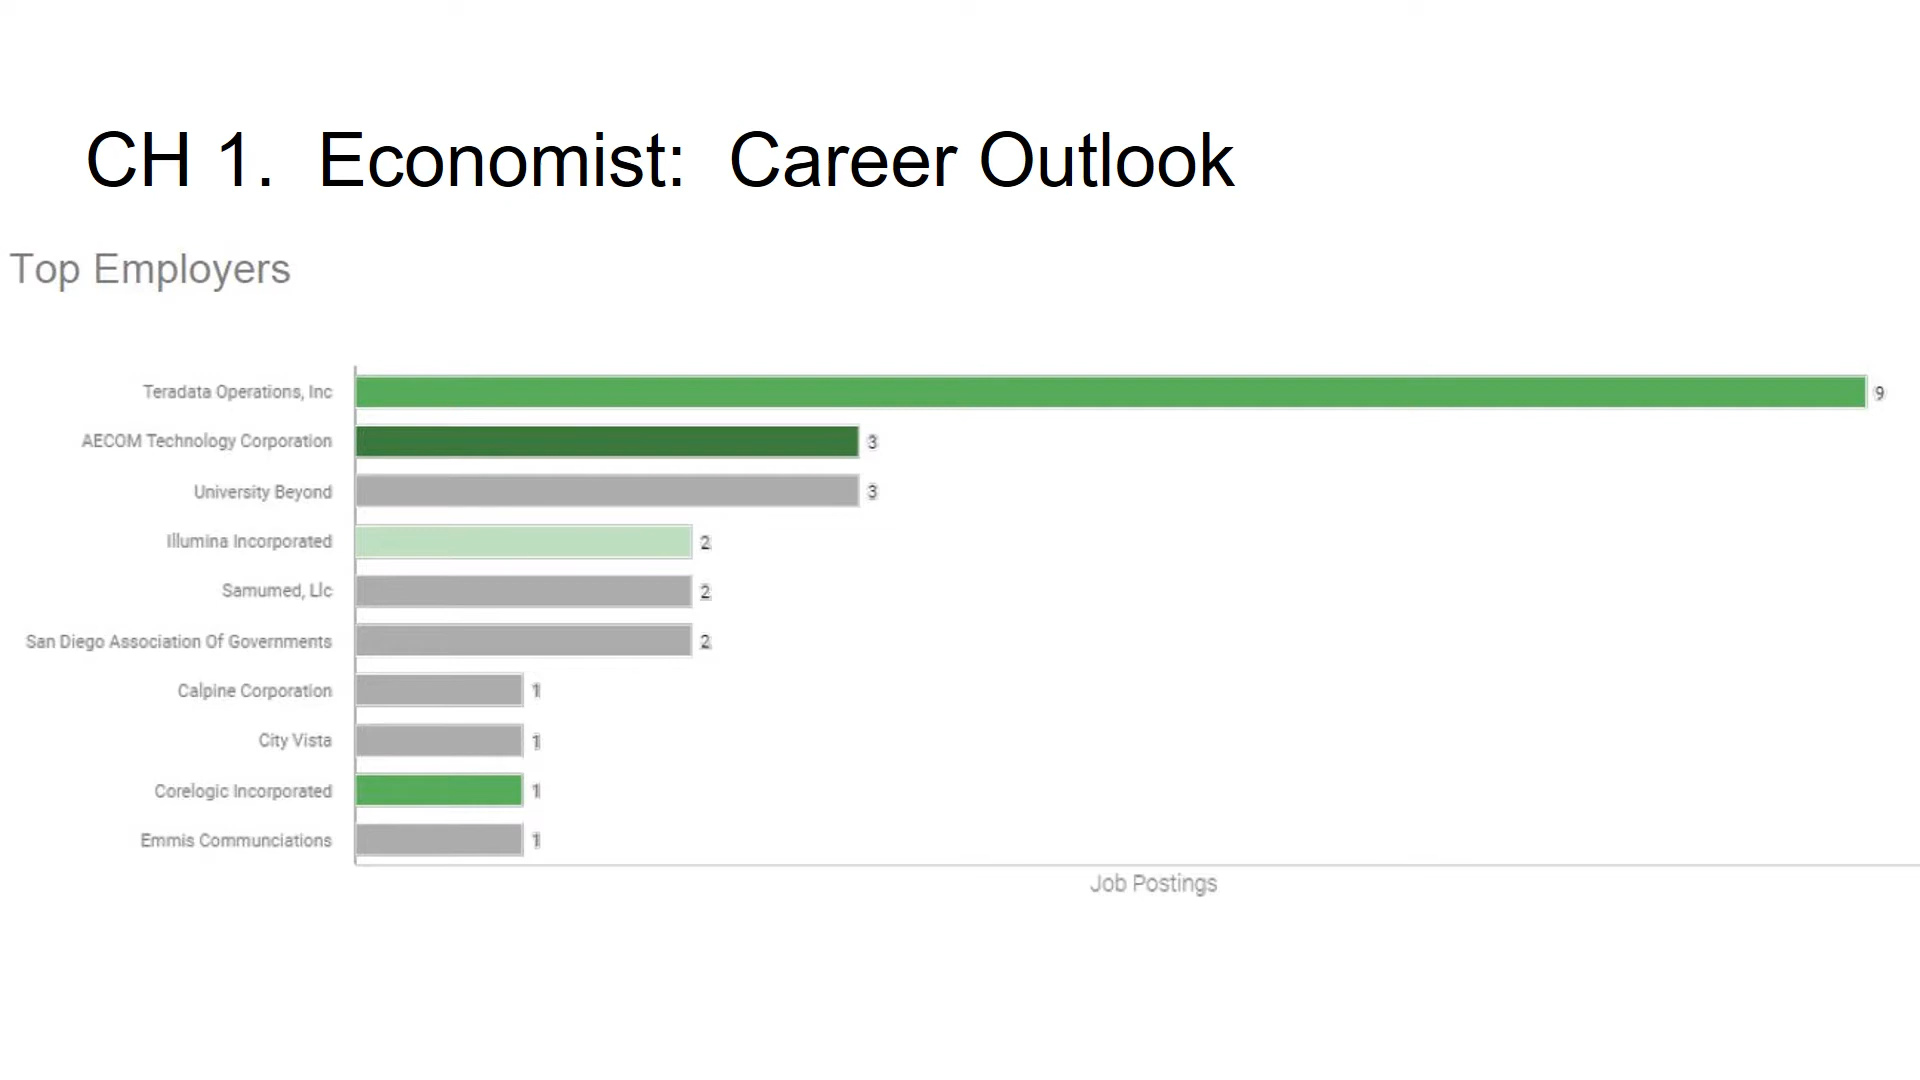 CH 1. Economist: Career Outlook
Top Employers
Teradata Operations, Inc 9
AECOM Technology Corporation 3
University Beyond 3
Illumina Incorporated 2
Samumed, Llc 2
San Diego Association Of Governments 2
Calpine Corporation 1
City Vista 1
Corelogic Incorporated 1
Emmis Communciations 1
Job Postings